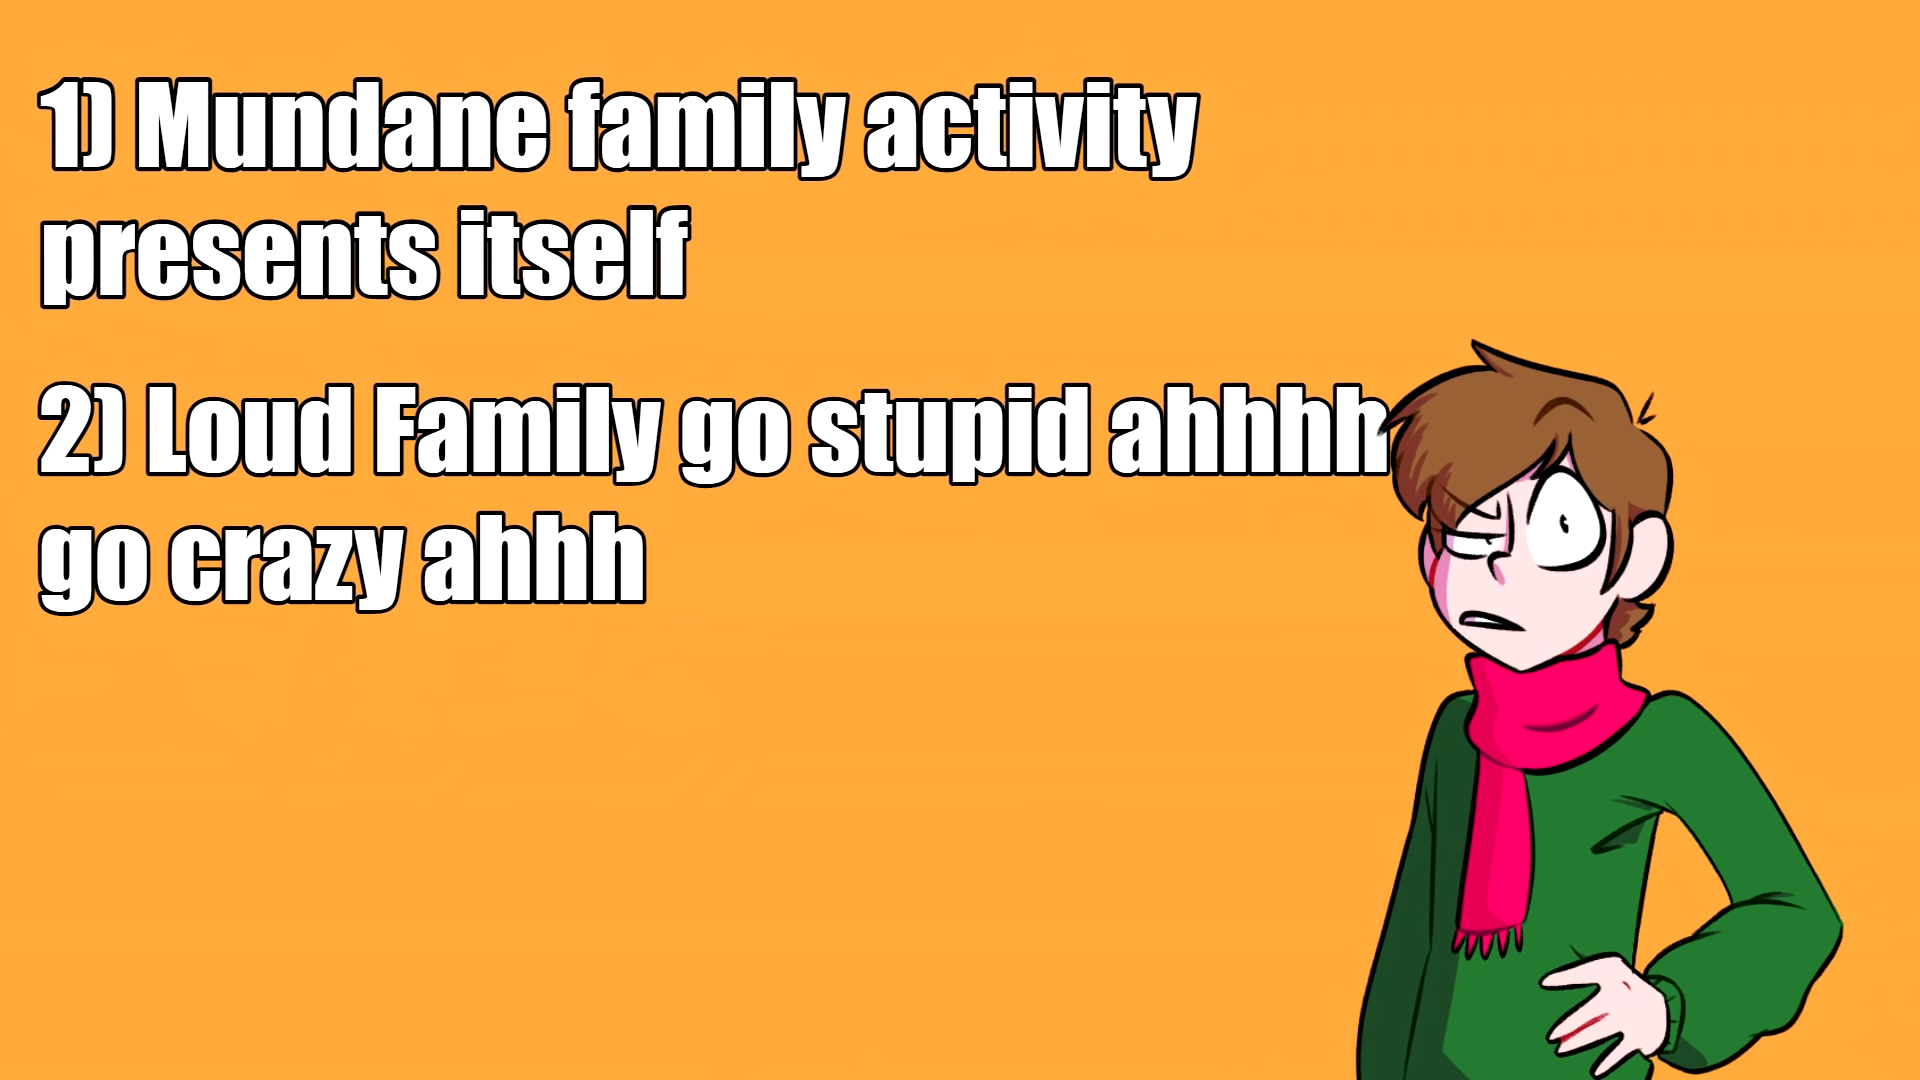 1) Mundane family activity
presents itself
2) Loud Family go stupid ahhhh
go crazy ahhh